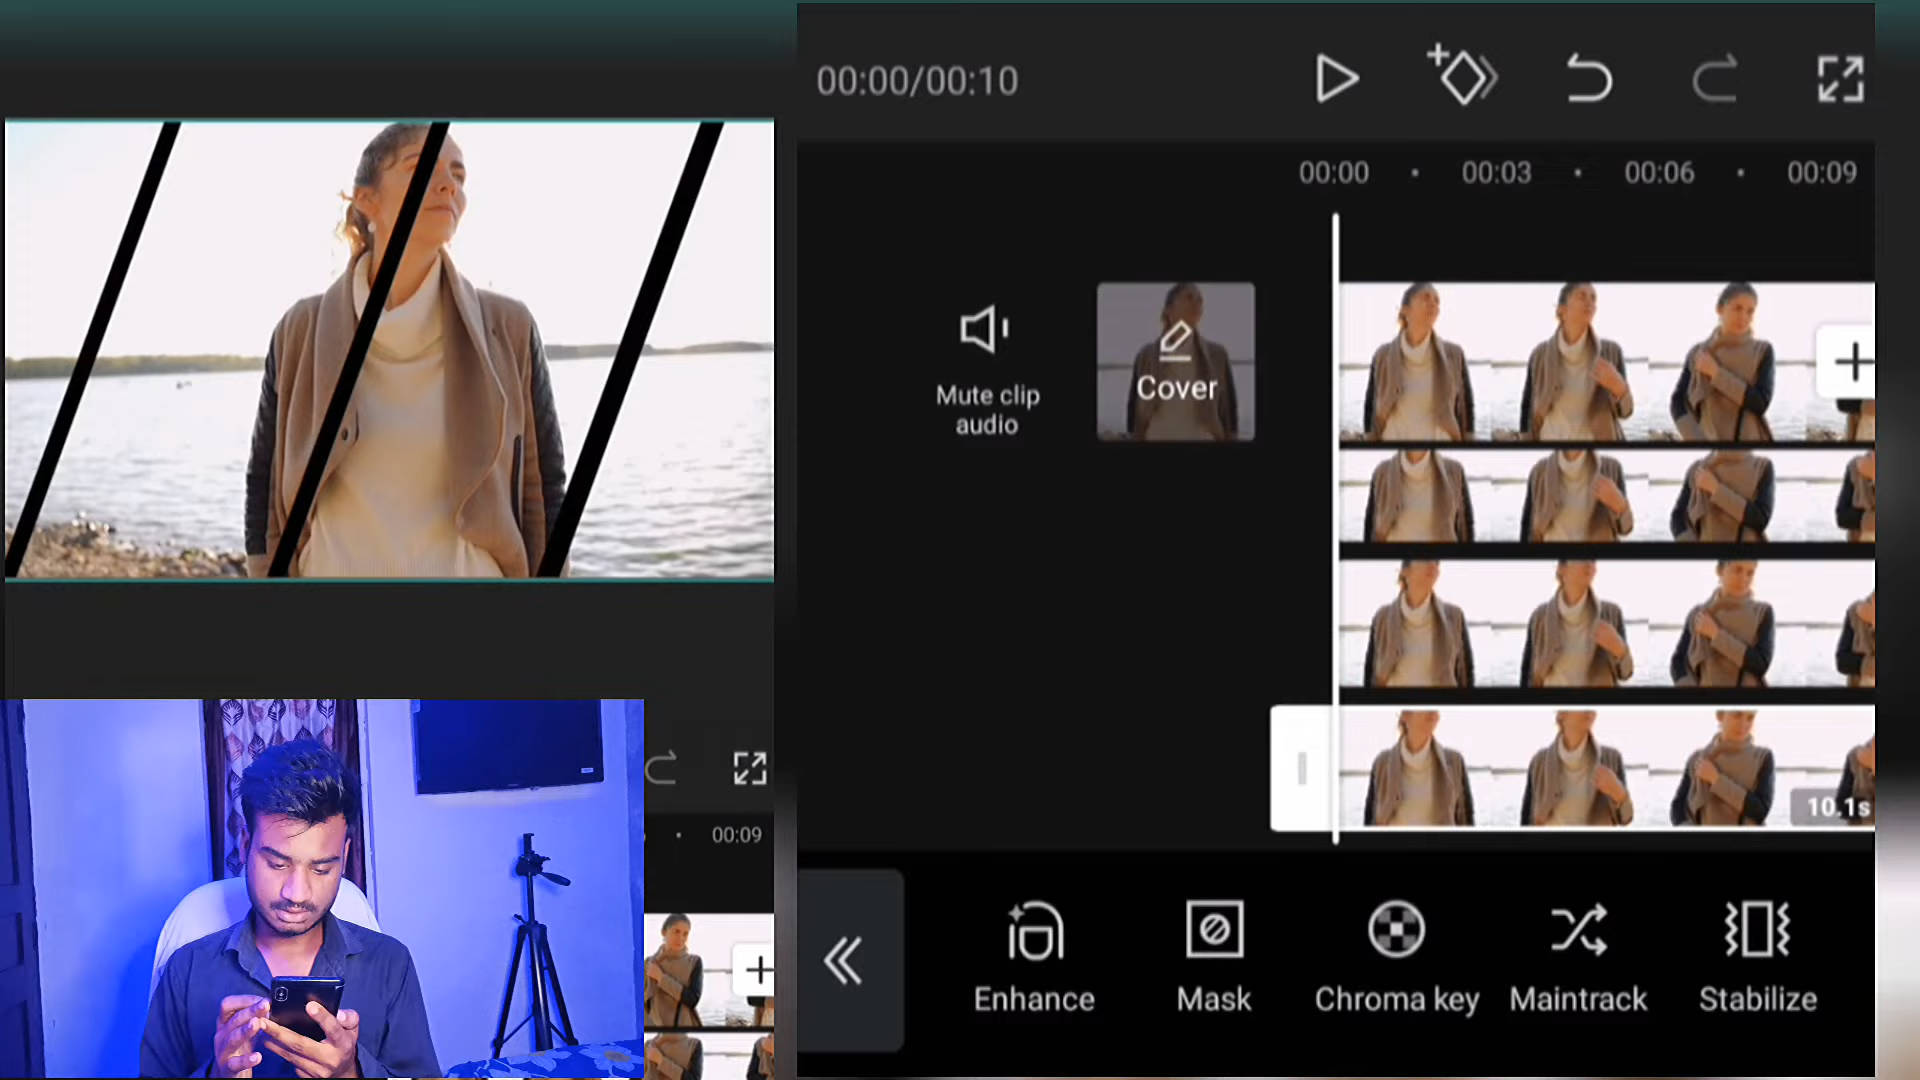 00:00/00:10
00:00 00:03 00:06 00:09
Mute clip
audio
Cover
10.1s
00:09
Enhance
Mask
Chroma key
Maintrack
Stabilize